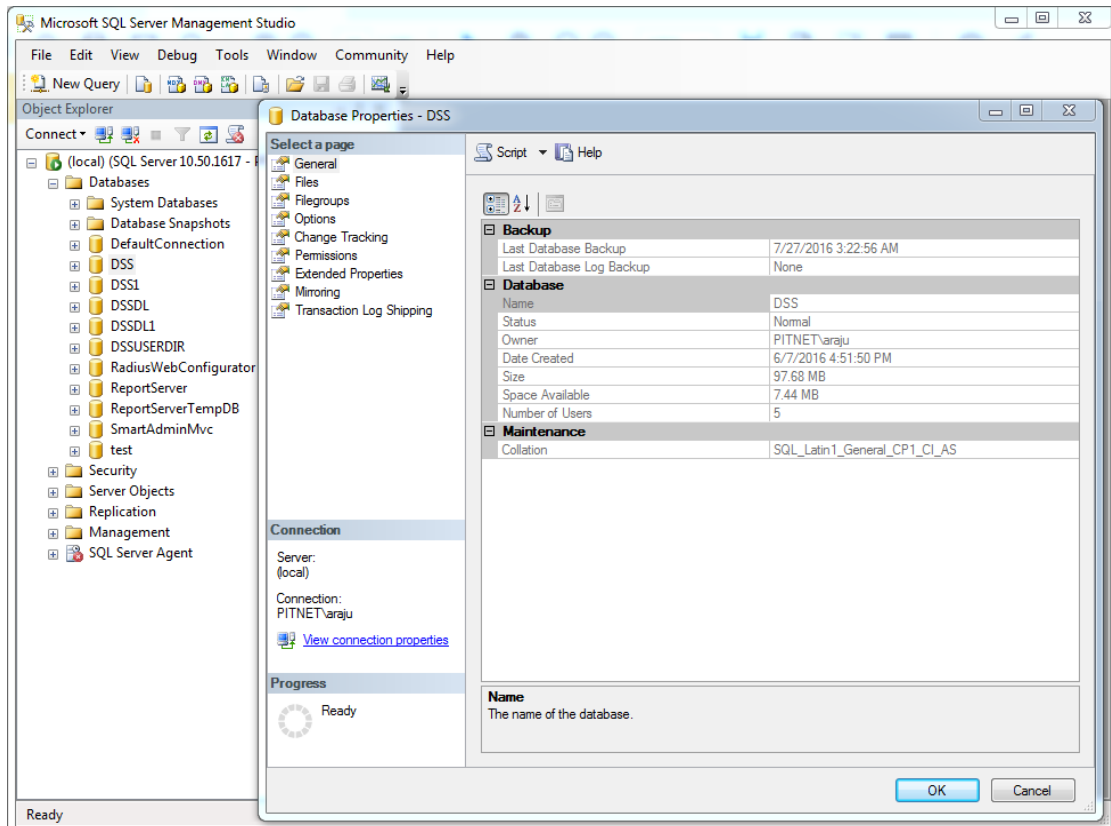 Microsoft SQL Server Management Studio
File Edit View Debug Tools Window Community Help
New Query
Object Explorer
Connect
(local) (SQL Server 10.50.1617 -
Databases
System Databases
Database Snapshots
DefaultConnection
DSS
DSS1
DSSDL
DSSDL1
DSSUSERDIR
RadiusWebConfigurator
ReportServer
ReportServerTempDB
SmartAdminMvc
test
Security
Server Objects
Replication
Management
SQL Server Agent
Ready
Database Properties - DSS
Select a page
General
Files
Filegroups
Options
Change Tracking
Permissions
Extended Properties
Mirroring
Transaction Log Shipping
Connection
Server:
(local)
Connection:
PITNET\araju
View connection properties
Progress
Ready
Script Help
Backup
Last Database Backup 7/27/2016 3:22:56 AM
Last Database Log Backup None
Database
Name DSS
Status Normal
Owner PITNET\araju
Date Created 6/7/2016 4:51:50 PM
Size 97.68 MB
Space Available 7.44 MB
Number of Users 5
Maintenance
Collation SQL_Latin1_General_CP1_CI_AS
Name
The name of the database.
OK Cancel